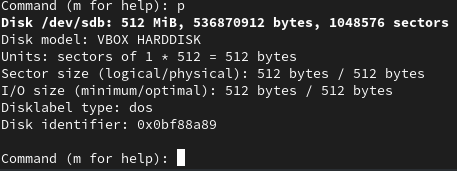 Command (m for help): p
Disk /dev/sdb: 512 MiB, 536870912 bytes, 1048576 sectors
Disk model: VBOX HARDDISK
Units: sectors of 1 * 512 = 512 bytes
Sector size (logical/physical): 512 bytes / 512 bytes
I/O size (minimum/optimal): 512 bytes / 512 bytes
Disklabel type: dos
Disk identifier: 0x0bf88a89
Command (m for help):